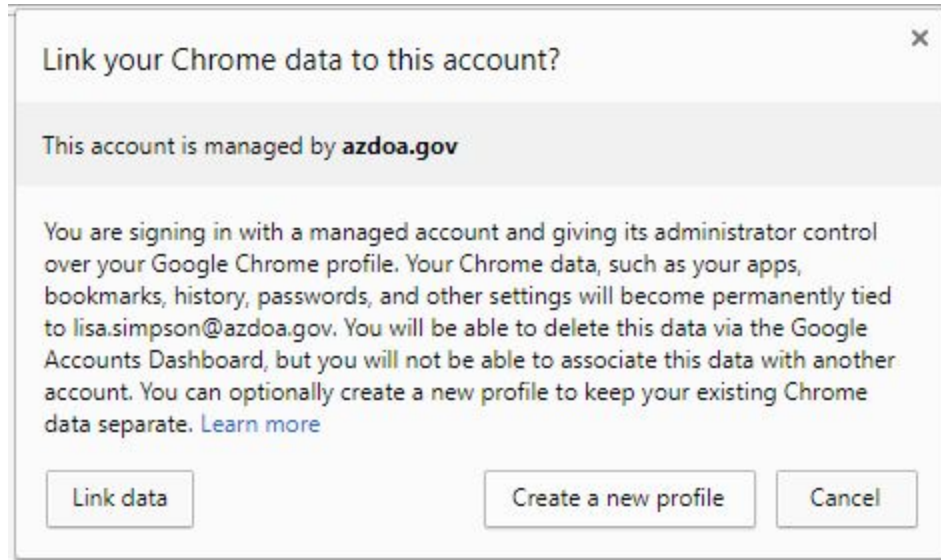 Link your Chrome data to this account?
This account is managed by azdoa.gov
You are signing in with a managed account and giving its administrator control
over your Google Chrome profile. Your Chrome data, such as your apps,
bookmarks, history, passwords, and other settings will become permanently tied
to lisa.simpson@azdoa.gov. You will be able to delete this data via the Google
Accounts Dashboard, but you will not be able to associate this data with another
account. You can optionally create a new profile to keep your existing Chrome
data separate. Learn more
Link data Create a new profile Cancel